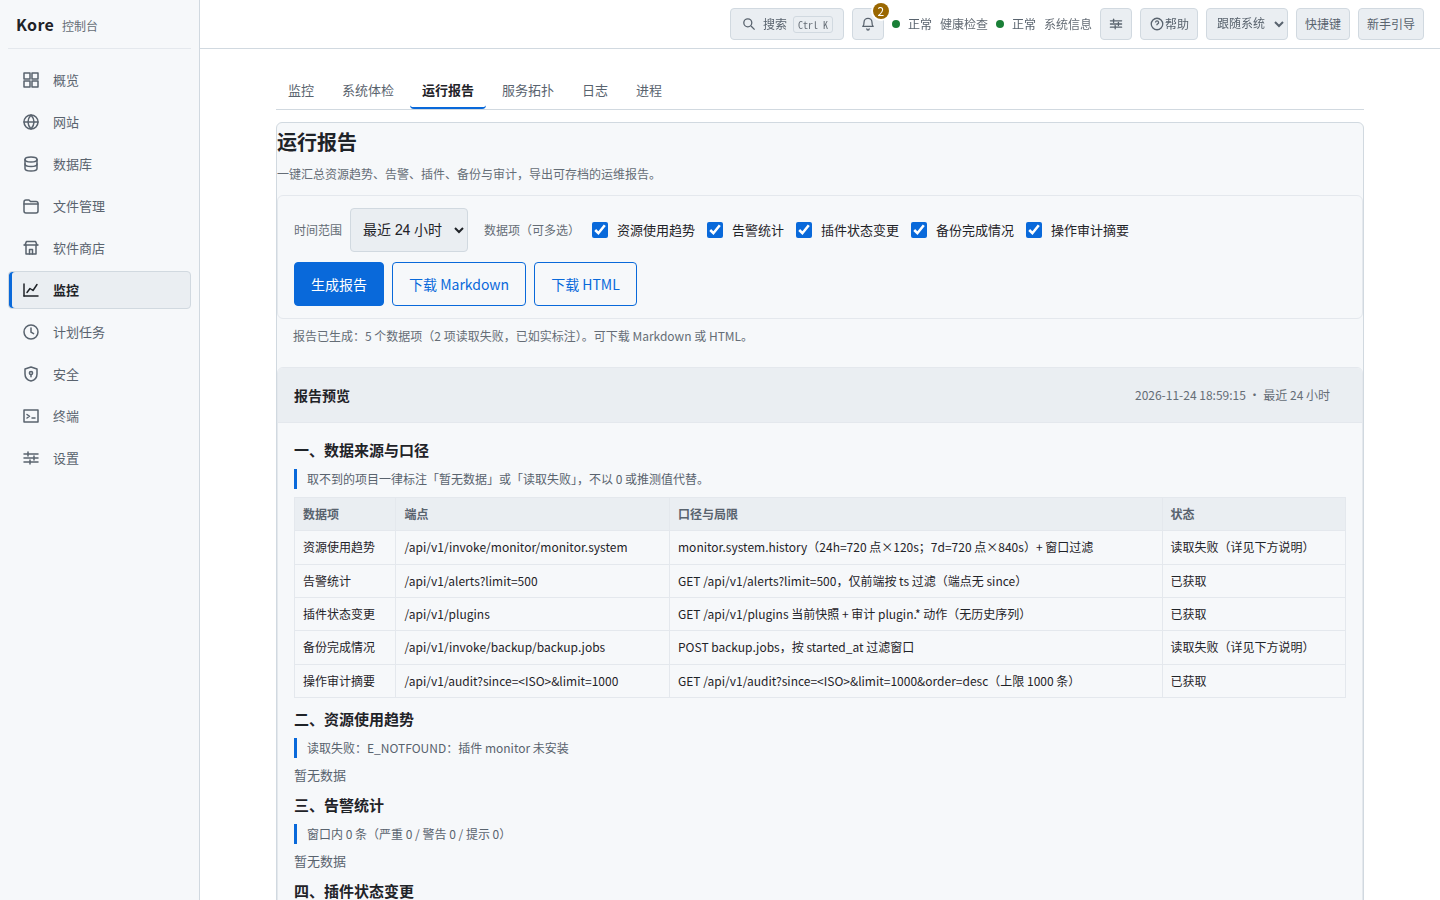 Kore 控制台
搜索 Ctrl K
2
正常 健康检查
正常 系统信息
帮助
跟随系统
快捷键
新手引导
概览
网站
数据库
文件管理
软件商店
监控
计划任务
安全
终端
设置
监控 系统体检 运行报告 服务拓扑 日志 进程
运行报告
一键汇总资源趋势、告警、插件、备份与审计，导出可存档的运维报告。
时间范围 最近 24 小时 数据项（可多选） 资源使用趋势 告警统计 插件状态变更 备份完成情况 操作审计摘要
生成报告 下载 Markdown 下载 HTML
报告已生成：5 个数据项（2 项读取失败，已如实标注）。可下载 Markdown 或 HTML。
报告预览 2026-11-24 18:59:15 · 最近 24 小时
一、数据来源与口径
取不到的项目一律标注「暂无数据」或「读取失败」，不以 0 或推测值代替。
数据项 端点 口径与局限 状态
资源使用趋势 /api/v1/invoke/monitor/monitor.system monitor.system.history（24h=720 点×120s；7d=720 点×840s）+ 窗口过滤 读取失败（详见下方说明）
告警统计 /api/v1/alerts?limit=500 GET /api/v1/alerts?limit=500，仅前端按 ts 过滤（端点无 since） 已获取
插件状态变更 /api/v1/plugins GET /api/v1/plugins 当前快照 + 审计 plugin.* 动作（无历史序列） 已获取
备份完成情况 /api/v1/invoke/backup/backup.jobs POST backup.jobs，按 started_at 过滤窗口 读取失败（详见下方说明）
操作审计摘要 /api/v1/audit?since=<ISO>&limit=1000 GET /api/v1/audit?since=<ISO>&limit=1000&order=desc（上限 1000 条） 已获取
二、资源使用趋势
读取失败：E_NOTFOUND：插件 monitor 未安装
暂无数据
三、告警统计
窗口内 0 条（严重 0 / 警告 0 / 提示 0）
暂无数据
四、插件状态变更